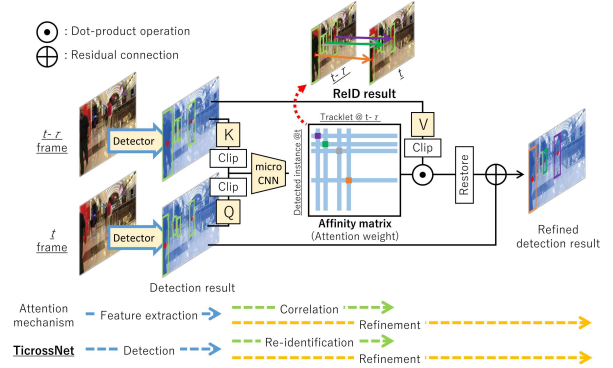 : Dot-product operation
: Residual connection
t- r
t
ReID result
t- r
frame
Detector
K
Clip
Clip
Q
micro
CNN
Tracklet @ t- r
Detected instance @t
V
Clip
Restore
Affinity matrix
(Attention weight)
t
frame
Detector
Refined
detection result
Detection result
Attention
mechanism
Feature extraction
Correlation
Refinement
TicrossNet
Detection
Re-identification
Refinement